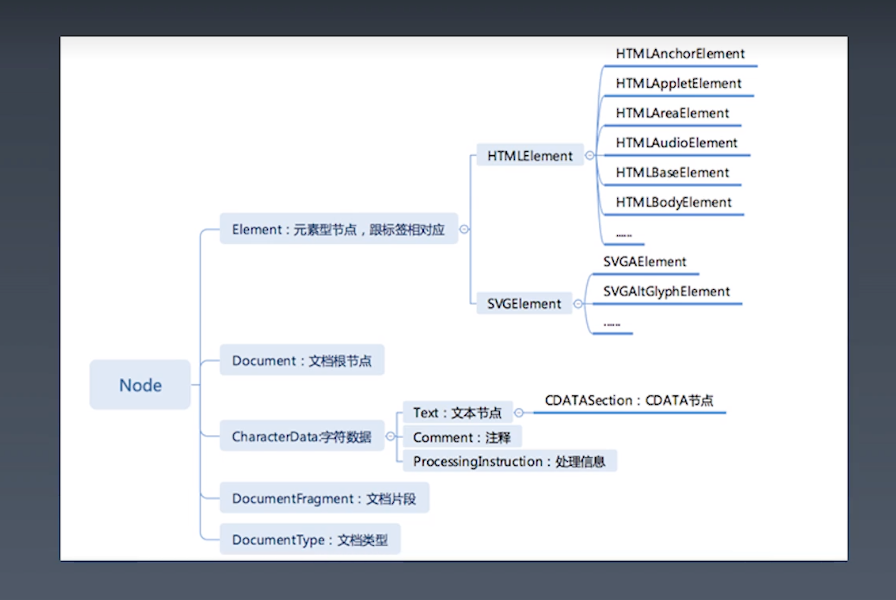 HTMLAnchorElement
HTMLAppletElement
HTMLAreaElement
HTMLAudioElement
HTMLElement
HTMLBaseElement
HTMLBodyElement
......
Element：元素型节点，跟标签相对应
SVGAElement
SVGElement
SVGAltGlyphElement
......
Document：文档根节点
Node
CDATASection：CDATA节点
Text：文本节点
CharacterData:字符数据
Comment：注释
ProcessingInstruction：处理信息
DocumentFragment：文档片段
DocumentType：文档类型